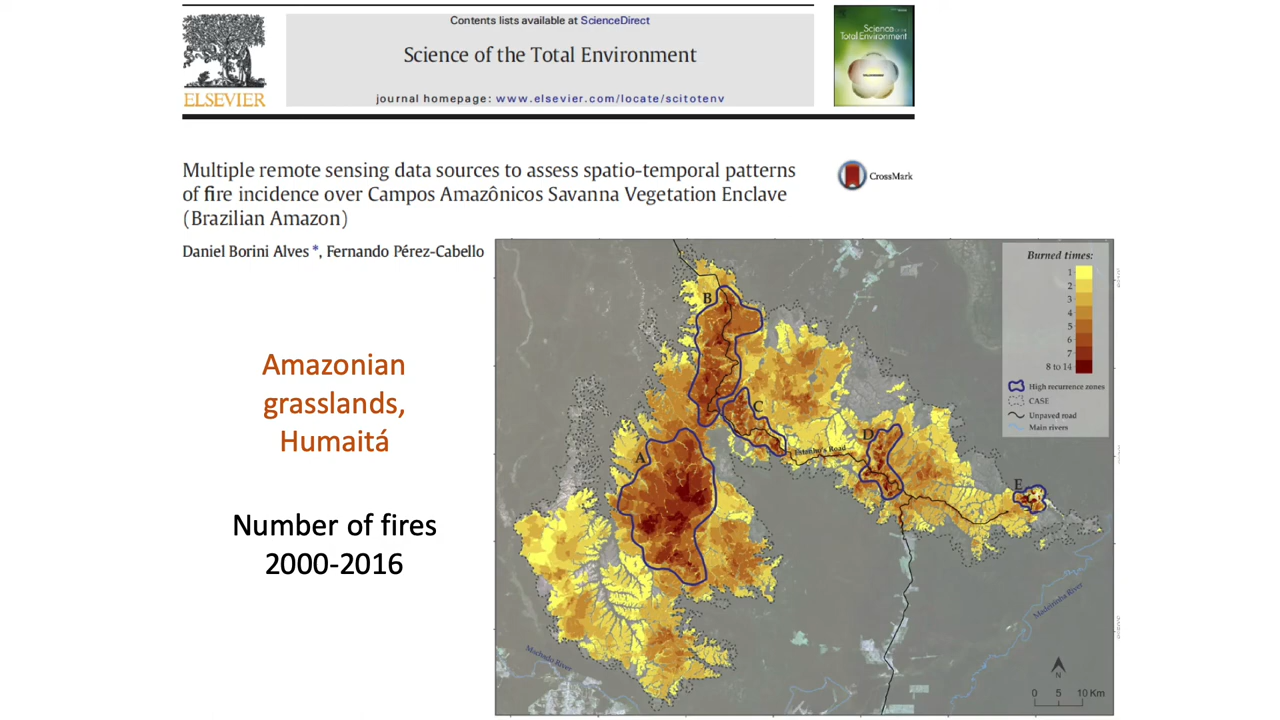 Contents lists available at ScienceDirect
Science of the Total Environment
journal homepage: www.elsevier.com/locate/scitotenv
ELSEVIER
Science of the
Total Environment
Multiple remote sensing data sources to assess spatio-temporal patterns
of fire incidence over Campos Amazônicos Savanna Vegetation Enclave
(Brazilian Amazon)
CrossMark
Daniel Borini Alves *, Fernando Pérez-Cabello
Amazonian
grasslands,
Humaitá
Number of fires
2000-2016
Burned times:
1
2
3
4
5
6
7
8 to 14
High recurrence zones
CASE
Unpaved road
Main rivers
B
C
A
D
E
Estanho's Road
Madeirinha River
Machado River
N
0 5 10 Km